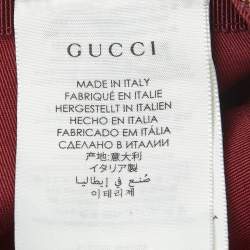 GUCCI
MADE IN ITALY
FABRIQUÉ EN ITALIE
HERGESTELLT IN ITALIEN
HECHO EN ITALIA
FABRICADO EM ITÁLIA
СДЕЛАНО В ИТАЛИИ
产地:意大利
イタリア製
صُنع في إيطاليا
이태리제